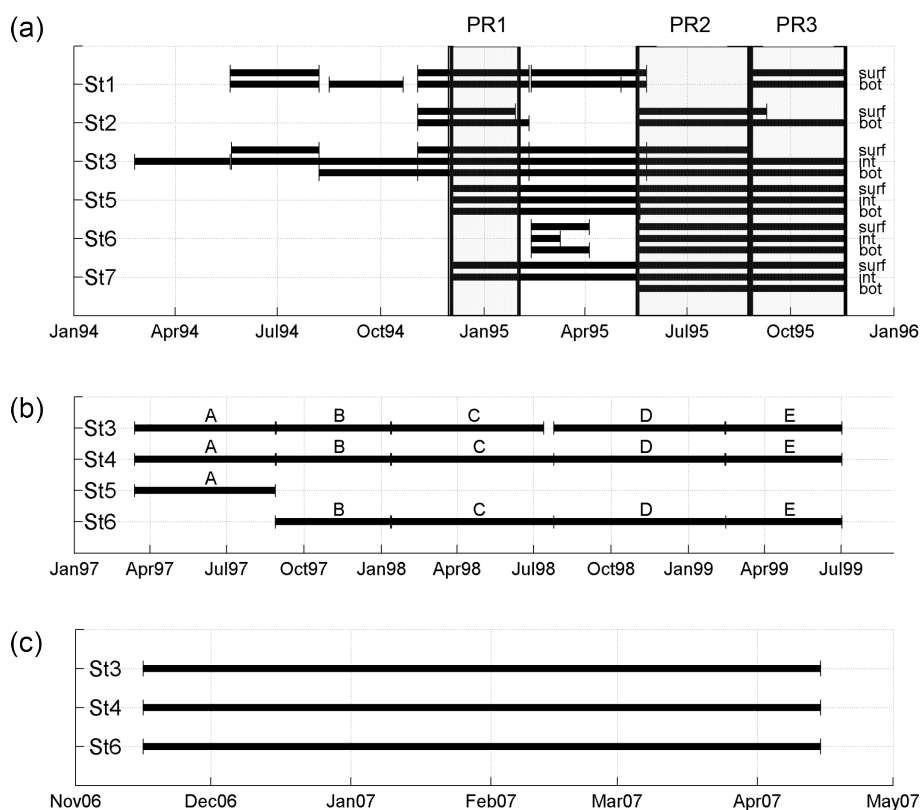 (a) PR1 PR2 PR3
St1 surf
bot
St2 surf
bot
St3 surf
int
bot
St5 surf
int
bot
St6 surf
int
bot
St7 surf
int
bot
Jan94 Apr94 Jul94 Oct94 Jan95 Apr95 Jul95 Oct95 Jan96
(b)
St3 A B C D E
St4 A B C D E
St5 A
St6 B C D E
Jan97 Apr97 Jul97 Oct97 Jan98 Apr98 Jul98 Oct98 Jan99 Apr99 Jul99
(c)
St3
St4
St6
Nov06 Dec06 Jan07 Feb07 Mar07 Apr07 May07